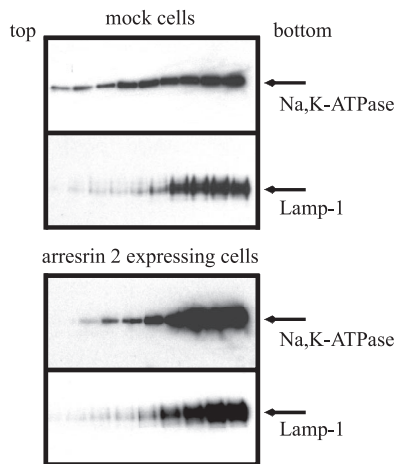 mock cells
top
bottom
Na,K-ATPase
Lamp-1
arresrin 2 expressing cells
Na,K-ATPase
Lamp-1